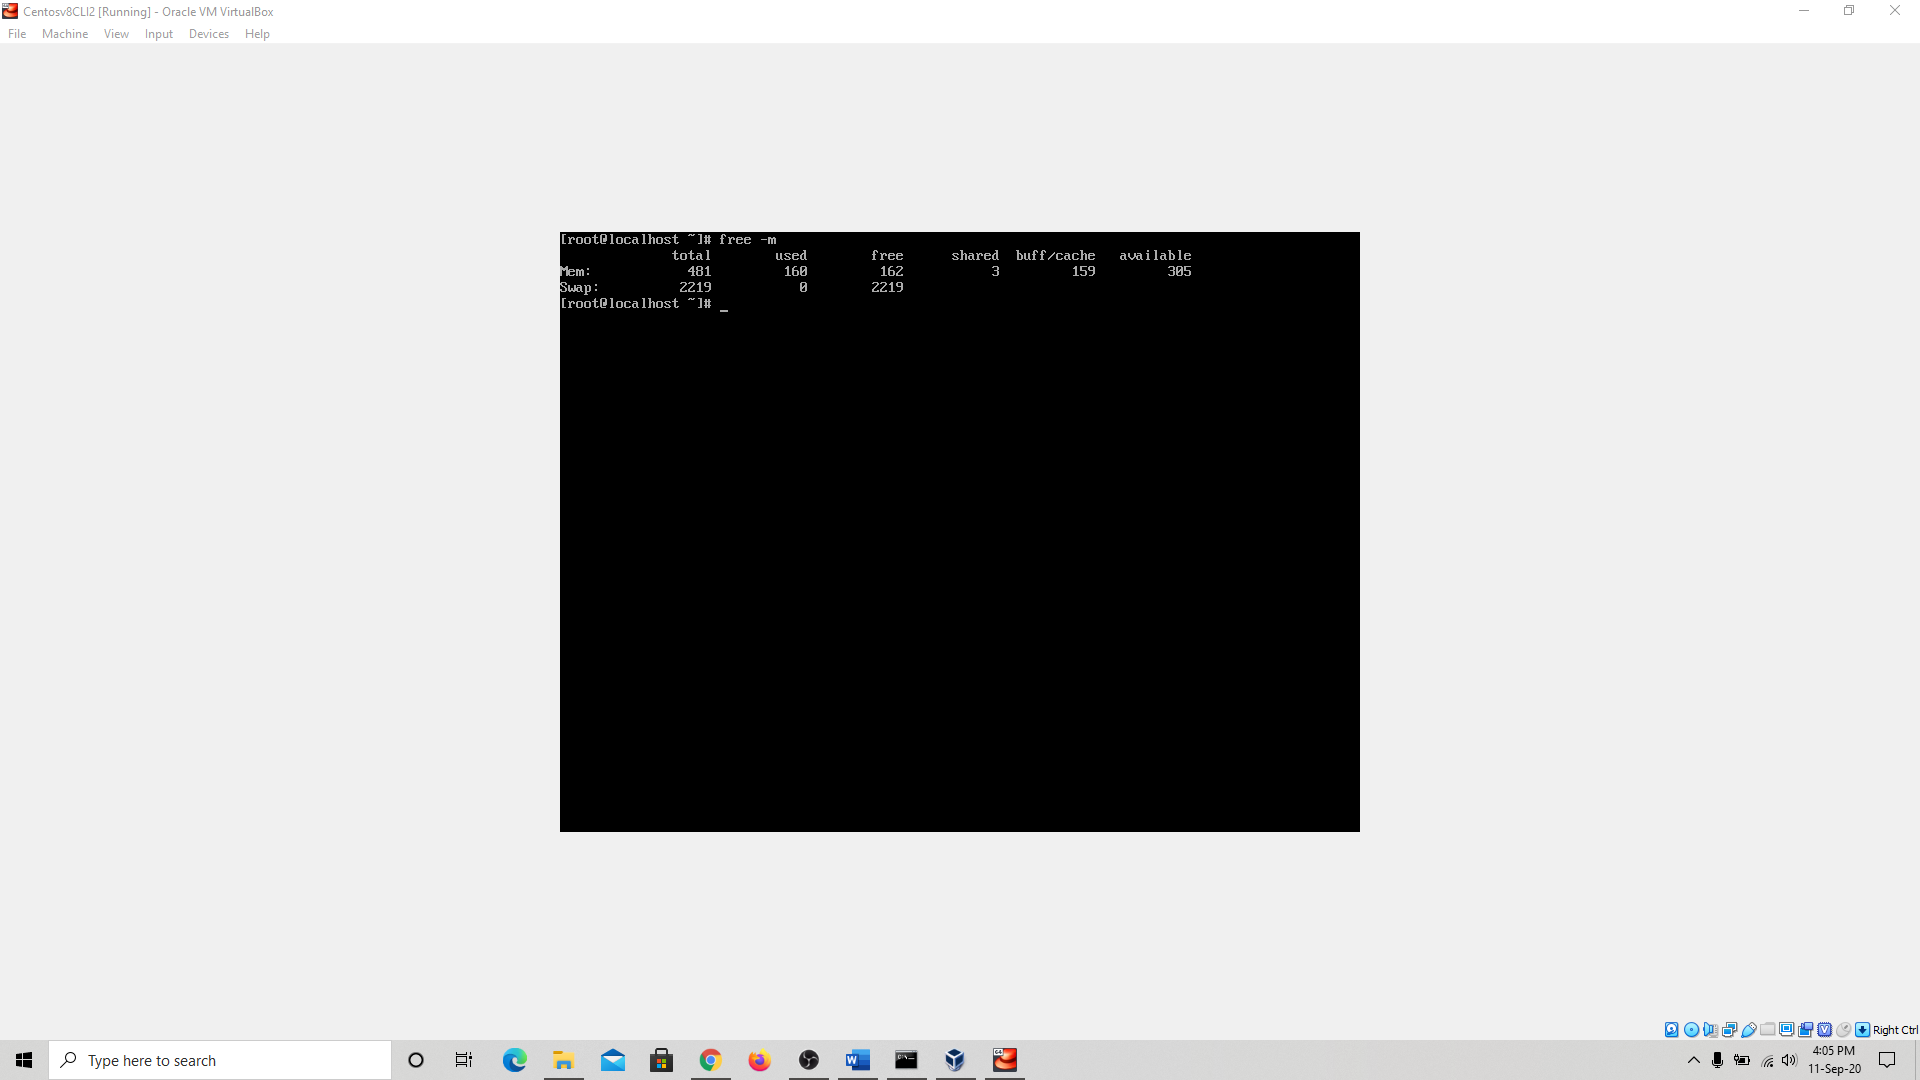 Centosv8CLI2 [Running] - Oracle VM VirtualBox
File Machine View Input Devices Help
[root@localhost ~]# free -m
total used free shared buff/cache available
Mem: 481 160 162 3 159 305
Swap: 2219 0 2219
[root@localhost ~]# _
Right Ctrl
Type here to search
4:05 PM
11-Sep-20